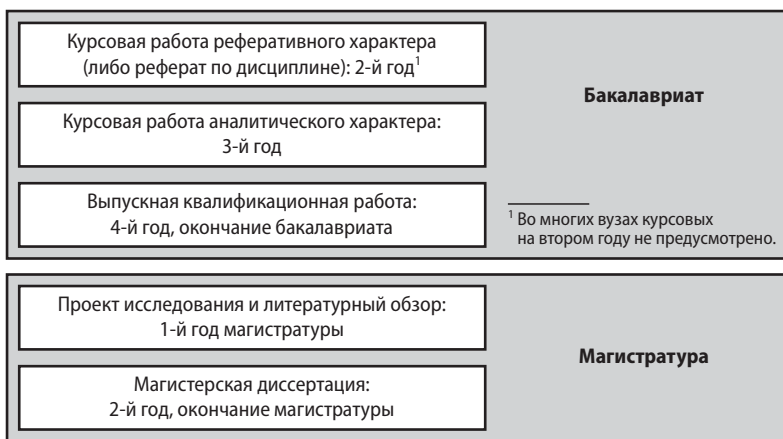 Курсовая работа реферативного характера
(либо реферат по дисциплине): 2-й год¹
Курсовая работа аналитического характера:
3-й год
Выпускная квалификационная работа:
4-й год, окончание бакалавриата
Бакалавриат
¹ Во многих вузах курсовых
на втором году не предусмотрено.
Проект исследования и литературный обзор:
1-й год магистратуры
Магистерская диссертация:
2-й год, окончание магистратуры
Магистратура